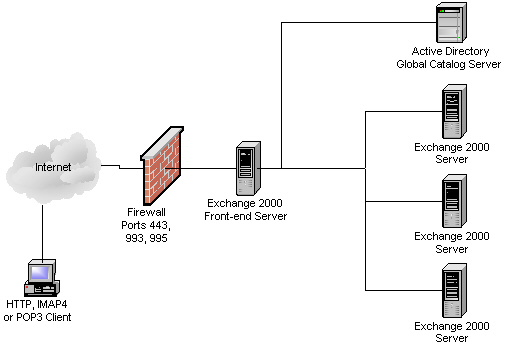 Active Directory
Global Catalog Server
Exchange 2000
Server
Internet
Firewall
Ports 443,
993, 995
Exchange 2000
Front-end Server
Exchange 2000
Server
HTTP, IMAP4
or POP3 Client
Exchange 2000
Server